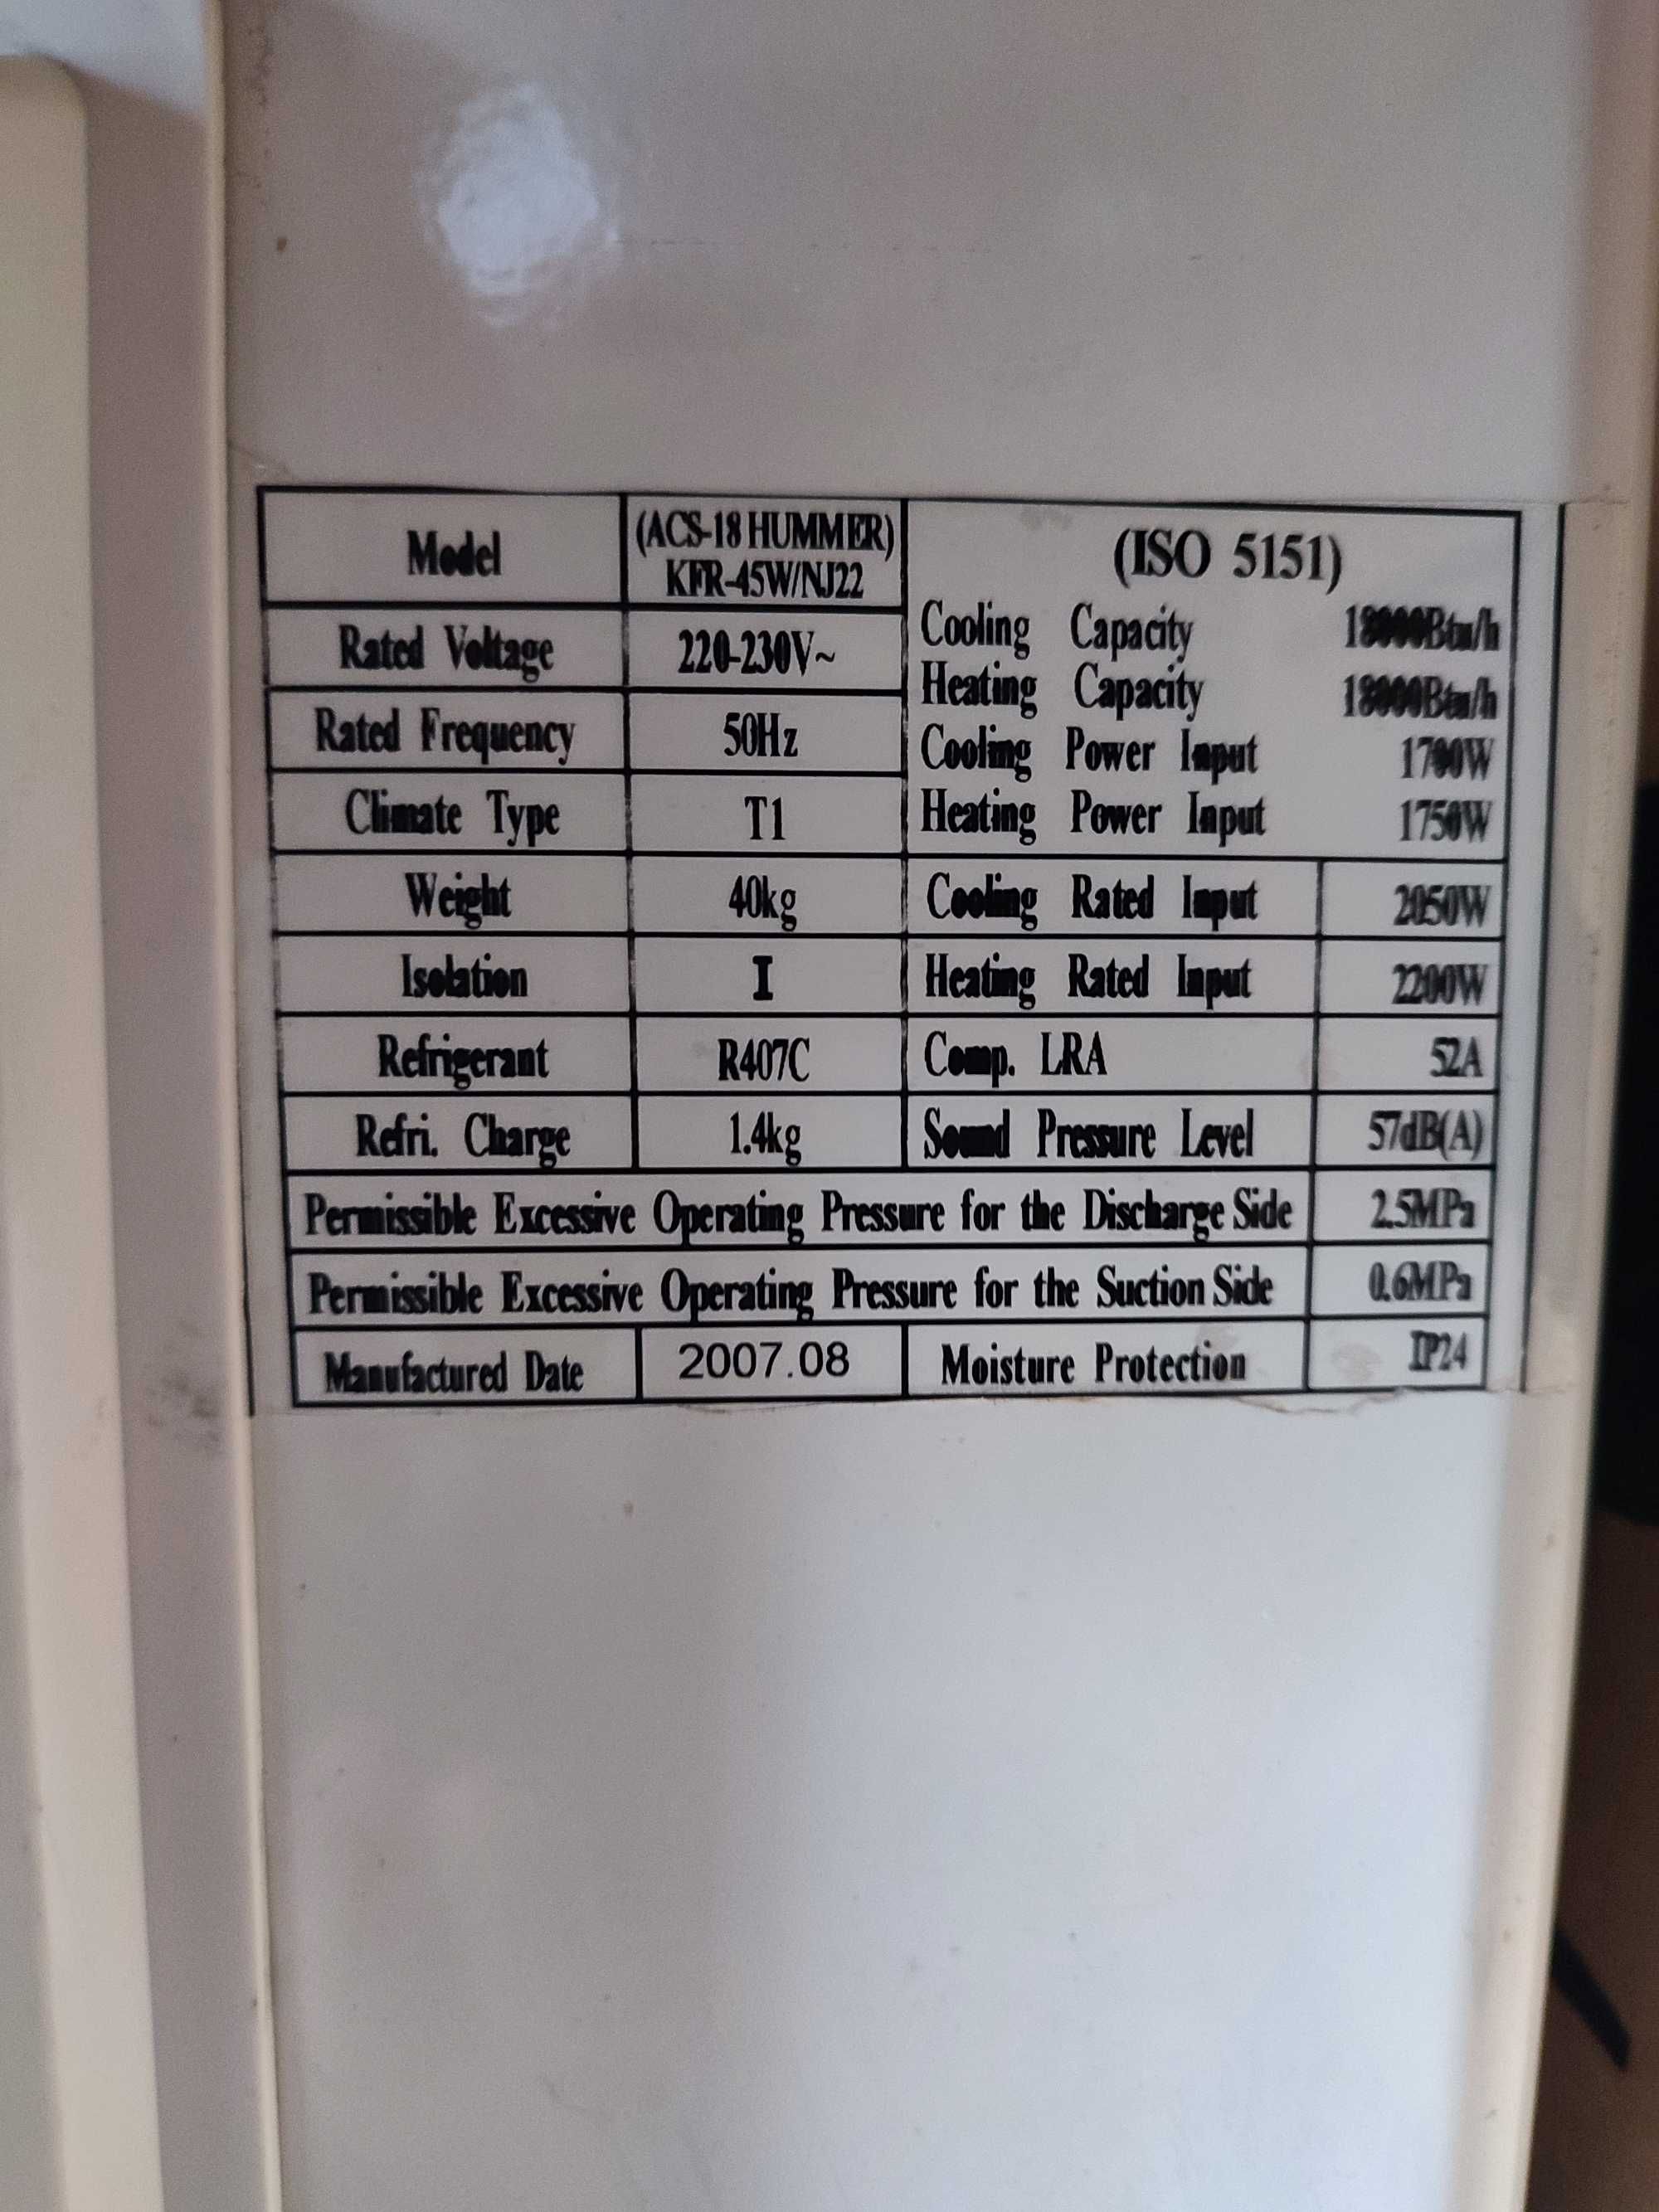 Model (ACS-18 HUMMER) KFR-45W/NJ22
Rated Voltage 220-230V~
Rated Frequency 50Hz
Climate Type T1
Weight 40kg
Isolation I
Refrigerant R407C
Refri. Charge 1.4kg
(ISO 5151)
Cooling Capacity 18000Btu/h
Heating Capacity 18000Btu/h
Cooling Power Input 1700W
Heating Power Input 1750W
Cooling Rated Input 2050W
Heating Rated Input 2200W
Comp. LRA 52A
Sound Pressure Level 57dB(A)
Permissible Excessive Operating Pressure for the Discharge Side 2.5MPa
Permissible Excessive Operating Pressure for the Suction Side 0.6MPa
Manufactured Date 2007.08 Moisture Protection IP24